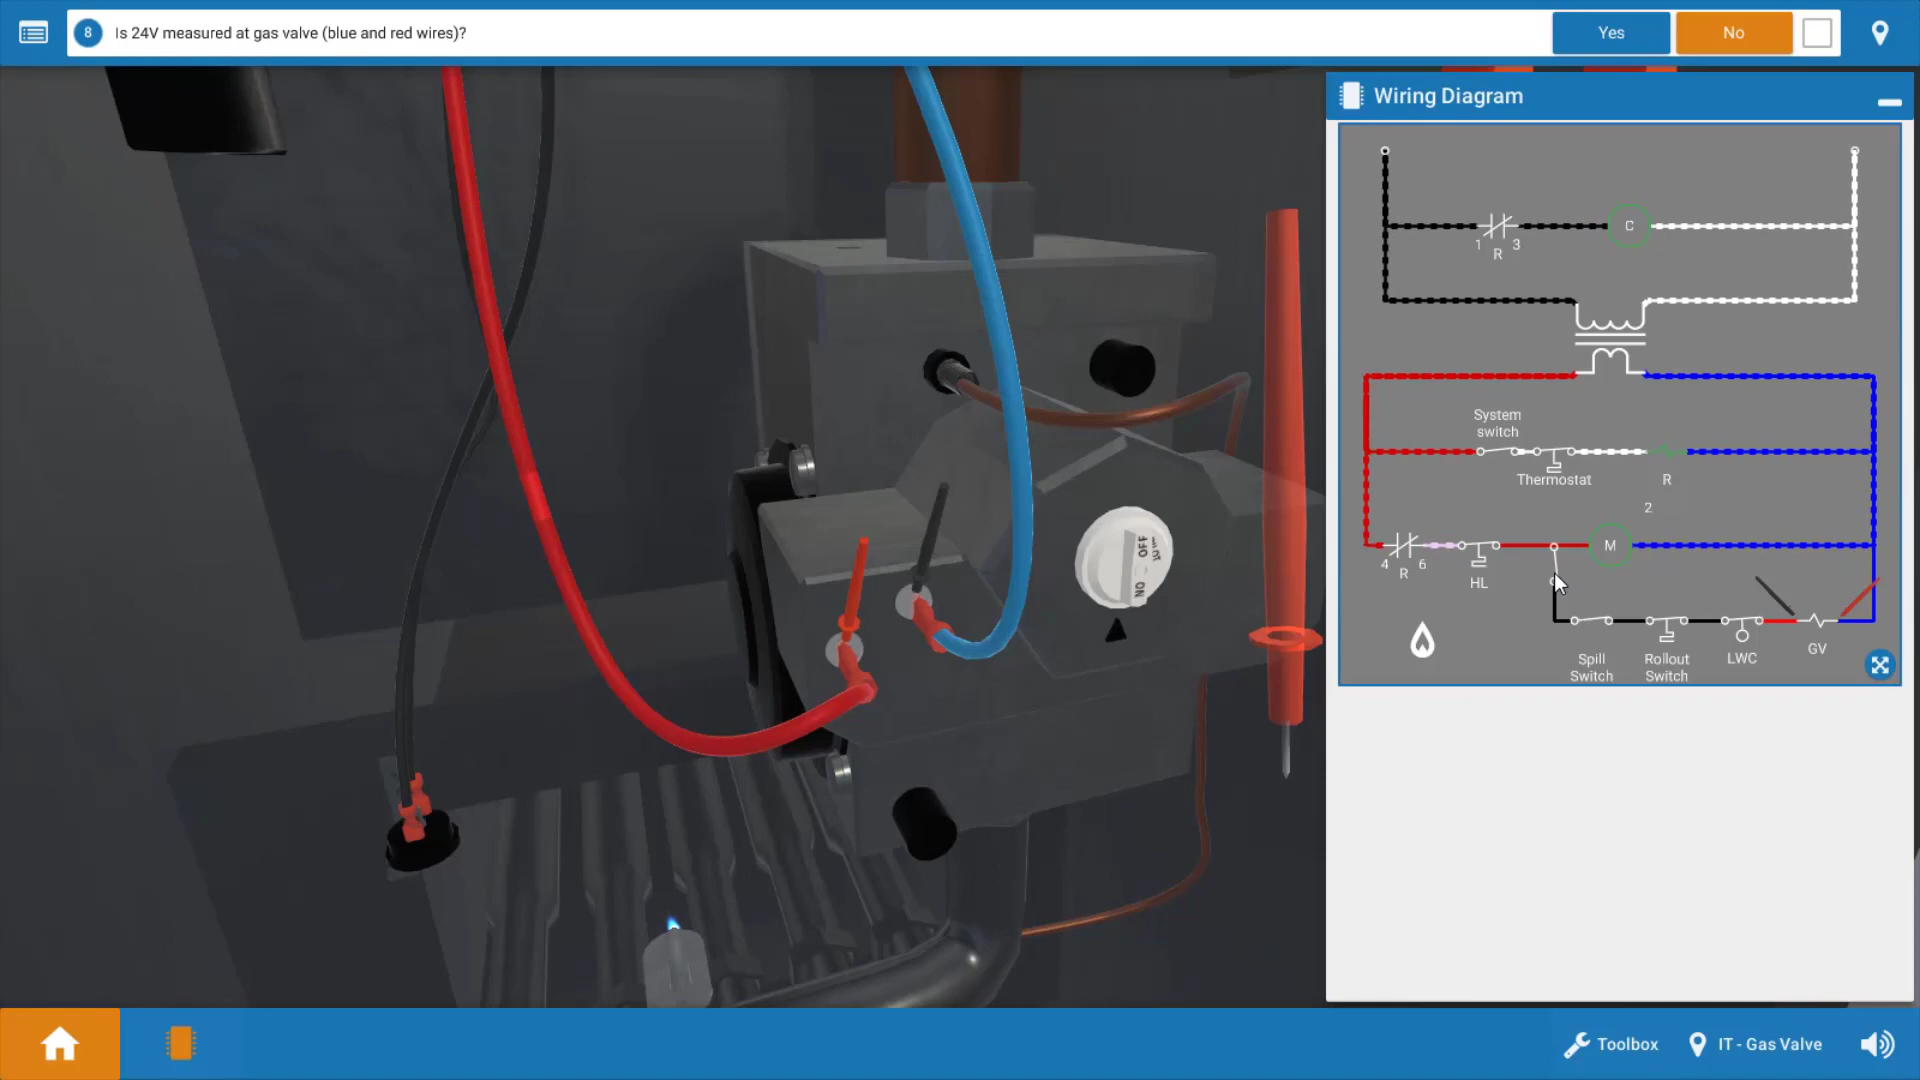 8 Is 24V measured at gas valve (blue and red wires)?
Yes
No
Wiring Diagram
C
1 R 3
System
switch
Thermostat
R
2
M
4 R 6
HL
Spill
Switch
Rollout
Switch
LWC
GV
OFF
ON
Toolbox
IT - Gas Valve